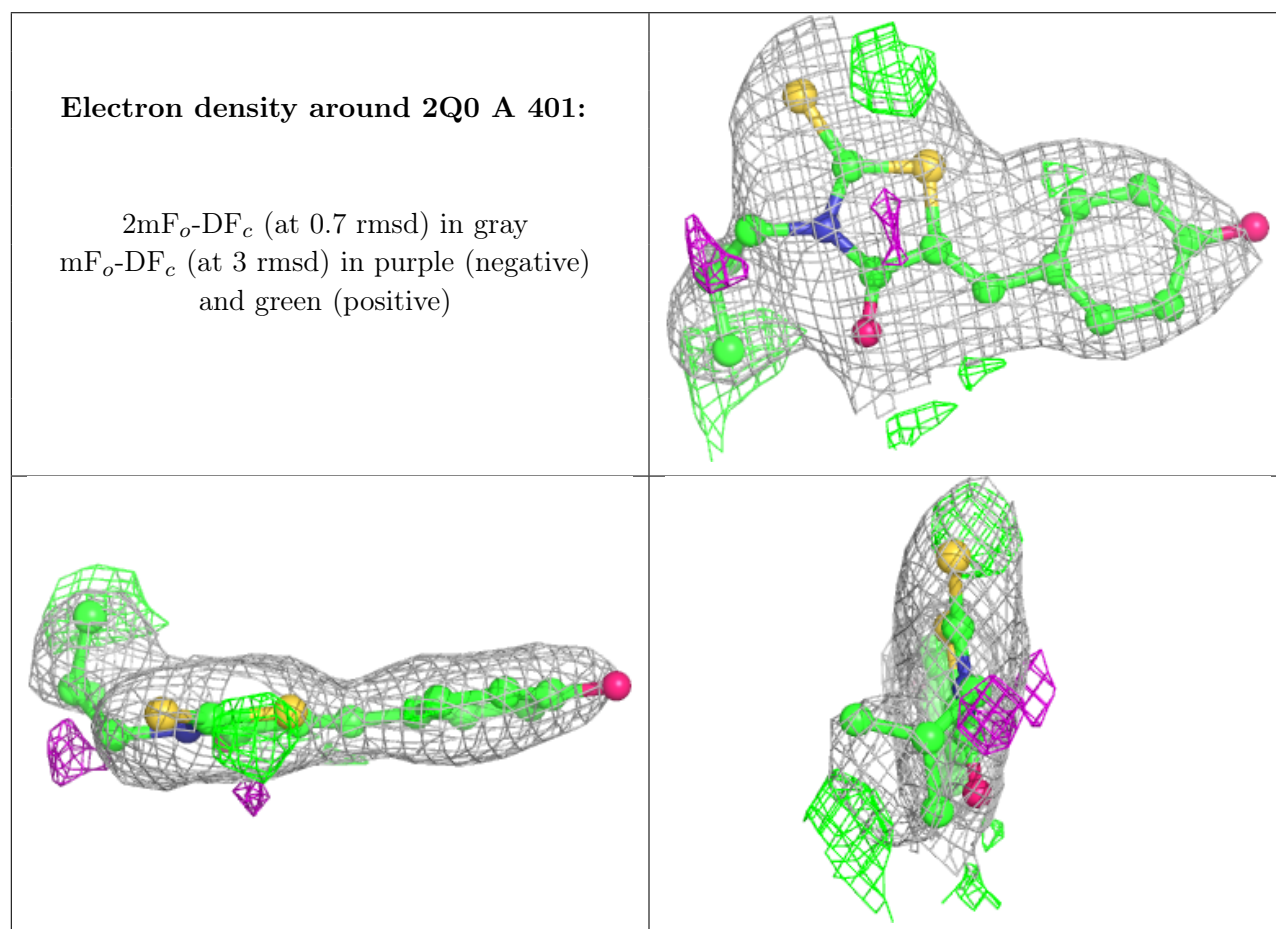 Electron density around 2Q0 A 401:
2mFo-DFc (at 0.7 rmsd) in gray
mFo-DFc (at 3 rmsd) in purple (negative)
and green (positive)